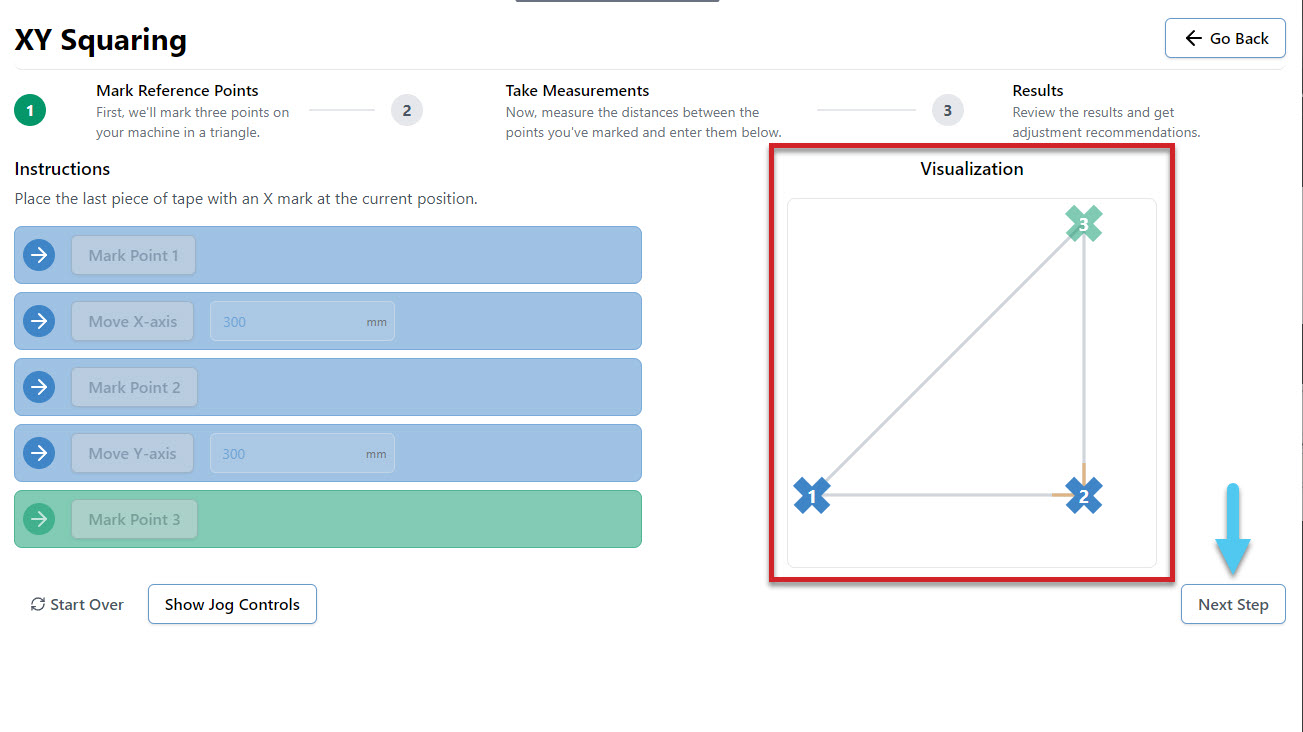 XY Squaring
Go Back
1
Mark Reference Points
First, we'll mark three points on
your machine in a triangle.
2
Take Measurements
Now, measure the distances between the
points you've marked and enter them below.
3
Results
Review the results and get
adjustment recommendations.
Instructions
Place the last piece of tape with an X mark at the current position.
Mark Point 1
Move X-axis 300 mm
Mark Point 2
Move Y-axis 300 mm
Mark Point 3
Start Over
Show Jog Controls
Visualization
3
1
2
Next Step